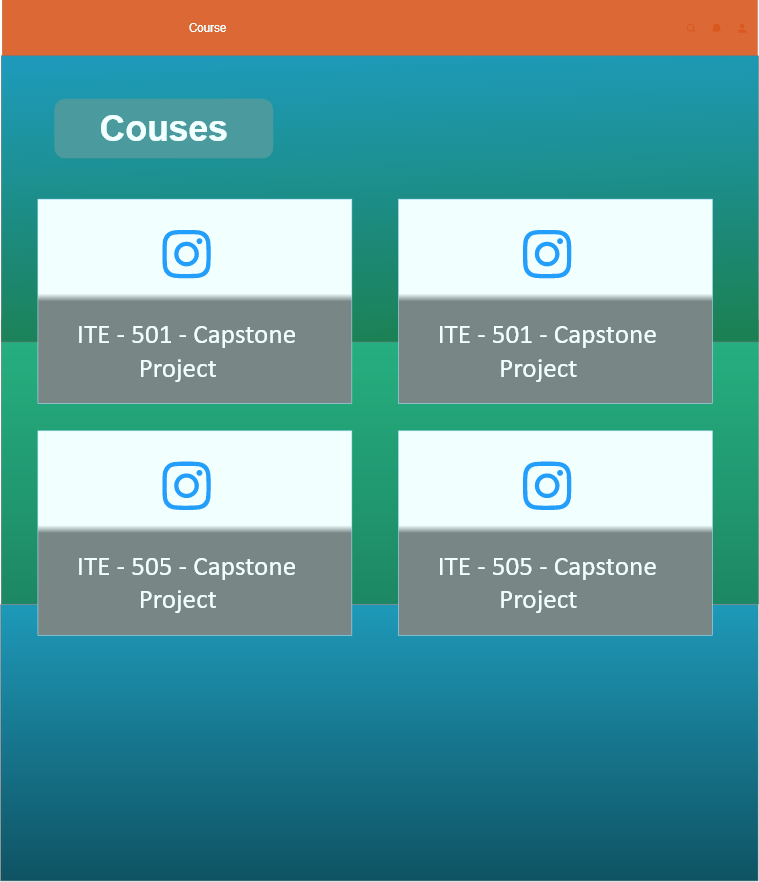 Course
Couses
ITE - 501 - Capstone
Project
ITE - 501 - Capstone
Project
ITE - 505 - Capstone
Project
ITE - 505 - Capstone
Project